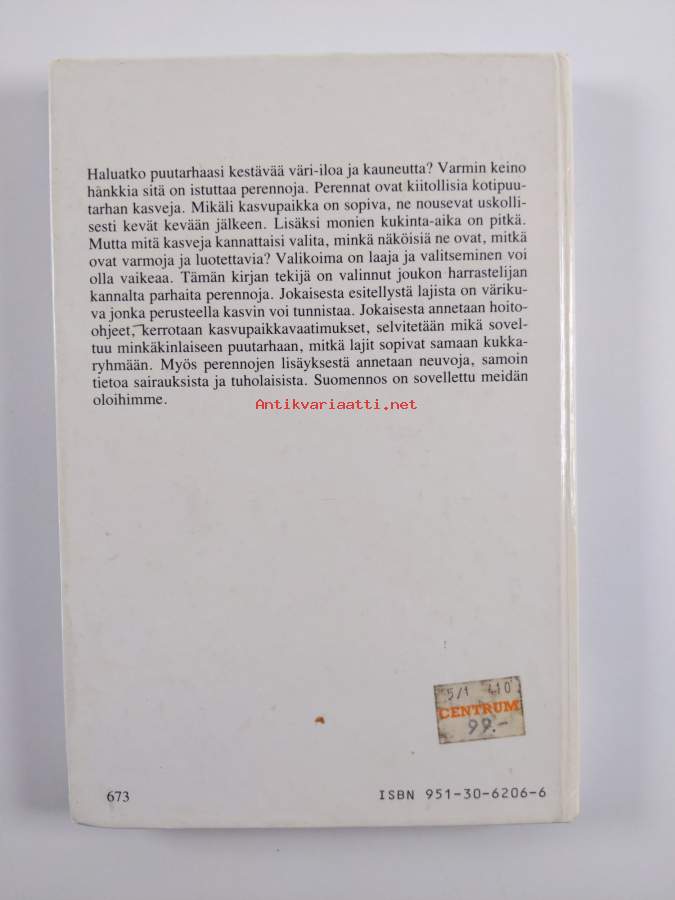 Haluatko puutarhaasi kestävää väri-iloa ja kauneutta? Varmin keino
hänkkia sitä on istuttaa perennoja. Perennat ovat kiitollisia kotipuu-
tarhan kasveja. Mikäli kasvupaikka on sopiva, ne nousevat uskolli-
sesti kevät kevään jälkeen. Lisäksi monien kukinta-aika on pitkä.
Mutta mitä kasveja kannattaisi valita, minkä näköisiä ne ovat, mitkä
ovat varmoja ja luotettavia? Valikoima on laaja ja valitseminen voi
olla vaikeaa. Tämän kirjan tekijä on valinnut joukon harrastelijan
kannalta parhaita perennoja. Jokaisesta esitellystä lajista on väriku-
va jonka perusteella kasvin voi tunnistaa. Jokaisesta annetaan hoito-
ohjeet, kerrotaan kasvupaikkavaatimukset, selvitetään mikä sovel-
tuu minkäkinlaiseen puutarhaan, mitkä lajit sopivat samaan kukka-
ryhmään. Myös perennojen lisäyksestä annetaan neuvoja, samoin
tietoa sairauksista ja tuholaisista. Suomennos on sovellettu meidän
oloihimme.
Antikvariaatti.net
5/1 410
CENTRUM
99.-
673
ISBN 951-30-6206-6